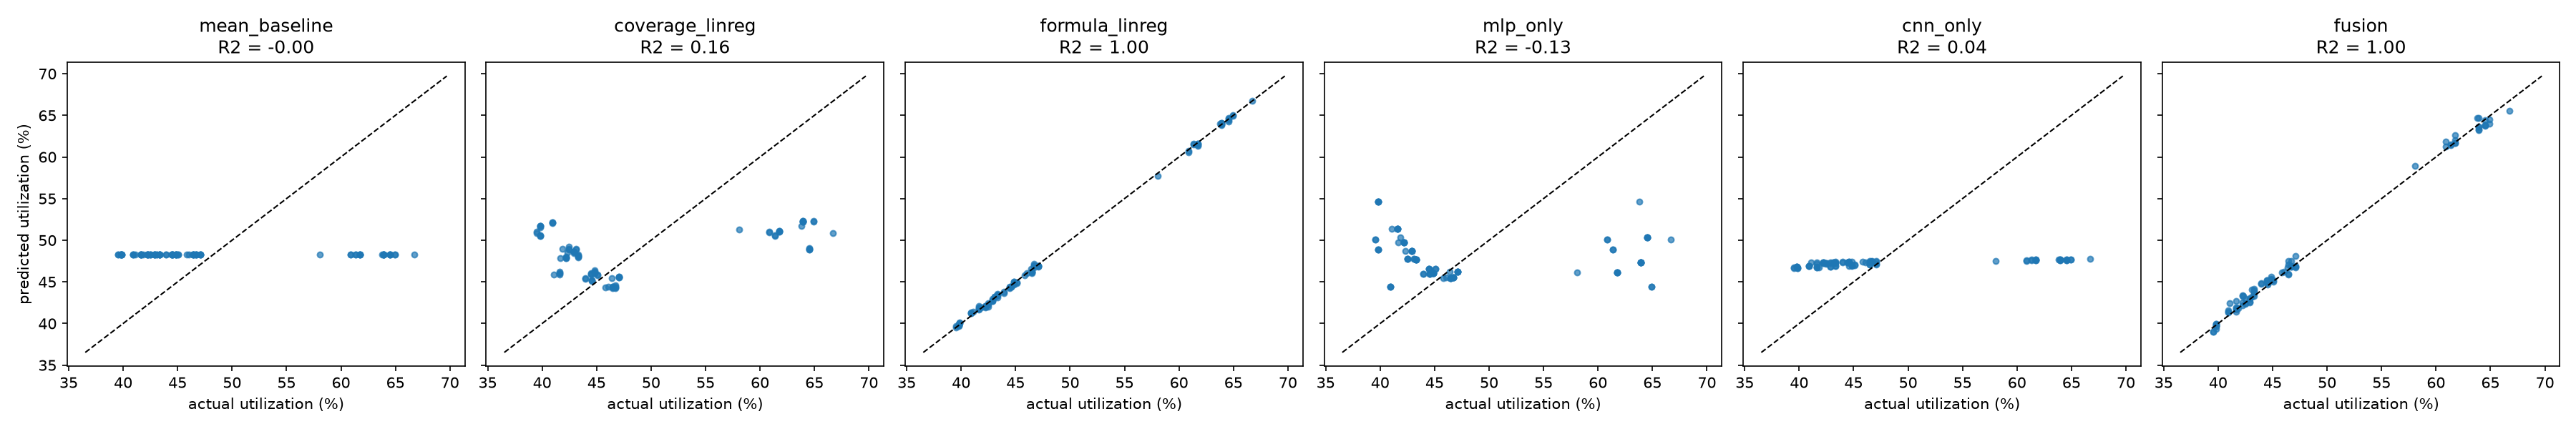 mean_baseline
R2 = -0.00
coverage_linreg
R2 = 0.16
formula_linreg
R2 = 1.00
mlp_only
R2 = -0.13
cnn_only
R2 = 0.04
fusion
R2 = 1.00
predicted utilization (%)
70
65
60
55
50
45
40
35
35 40 45 50 55 60 65 70
actual utilization (%)
35 40 45 50 55 60 65 70
actual utilization (%)
35 40 45 50 55 60 65 70
actual utilization (%)
35 40 45 50 55 60 65 70
actual utilization (%)
35 40 45 50 55 60 65 70
actual utilization (%)
35 40 45 50 55 60 65 70
actual utilization (%)